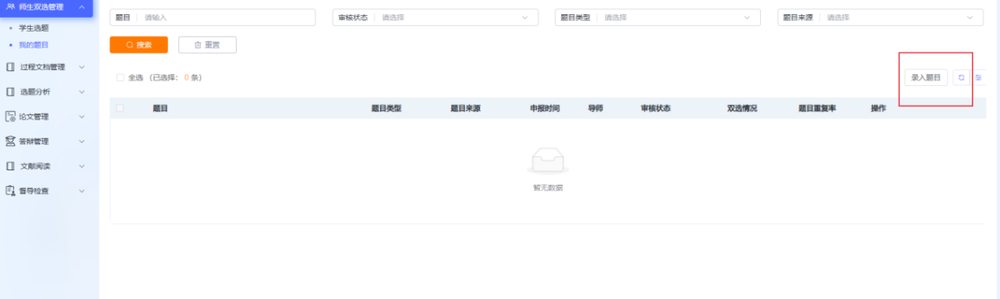 师生双选管理
题目 请输入
审核状态 请选择
题目类型 请选择
题目来源 请选择
学生选题
我的题目
搜索
重置
过程文档管理
全选 (已选择: 0 条)
录入题目
选题分析
题目 题目类型 题目来源 申报时间 导师 审核状态 双选情况 题目重复率 操作
论文管理
答辩管理
文献阅读
暂无数据
督导检查